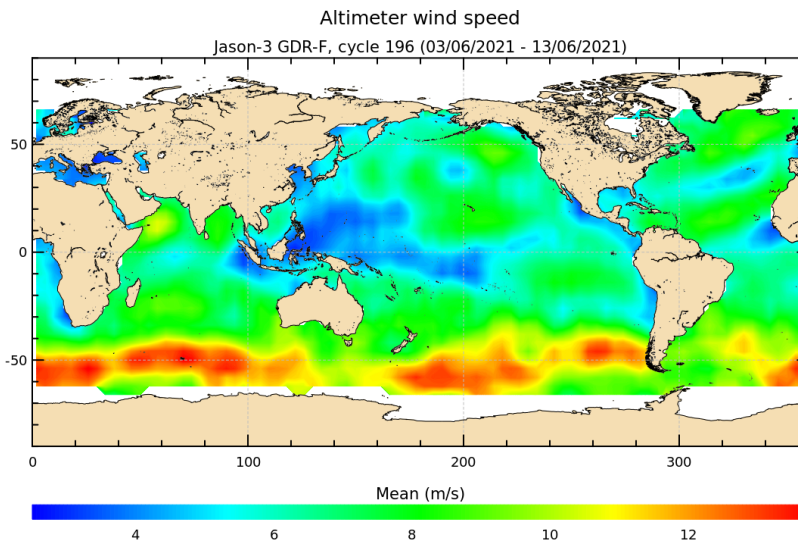 Altimeter wind speed
Jason-3 GDR-F, cycle 196 (03/06/2021 - 13/06/2021)
50
0
-50
0 100 200 300
Mean (m/s)
4 6 8 10 12